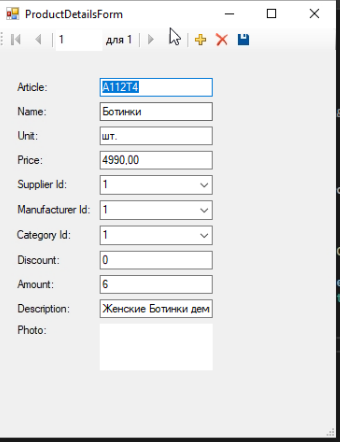 ProductDetailsForm
1 для 1
Article: A112T4
Name: Ботинки
Unit: шт.
Price: 4990,00
Supplier Id: 1
Manufacturer Id: 1
Category Id: 1
Discount: 0
Amount: 6
Description: Женские Ботинки дем
Photo: